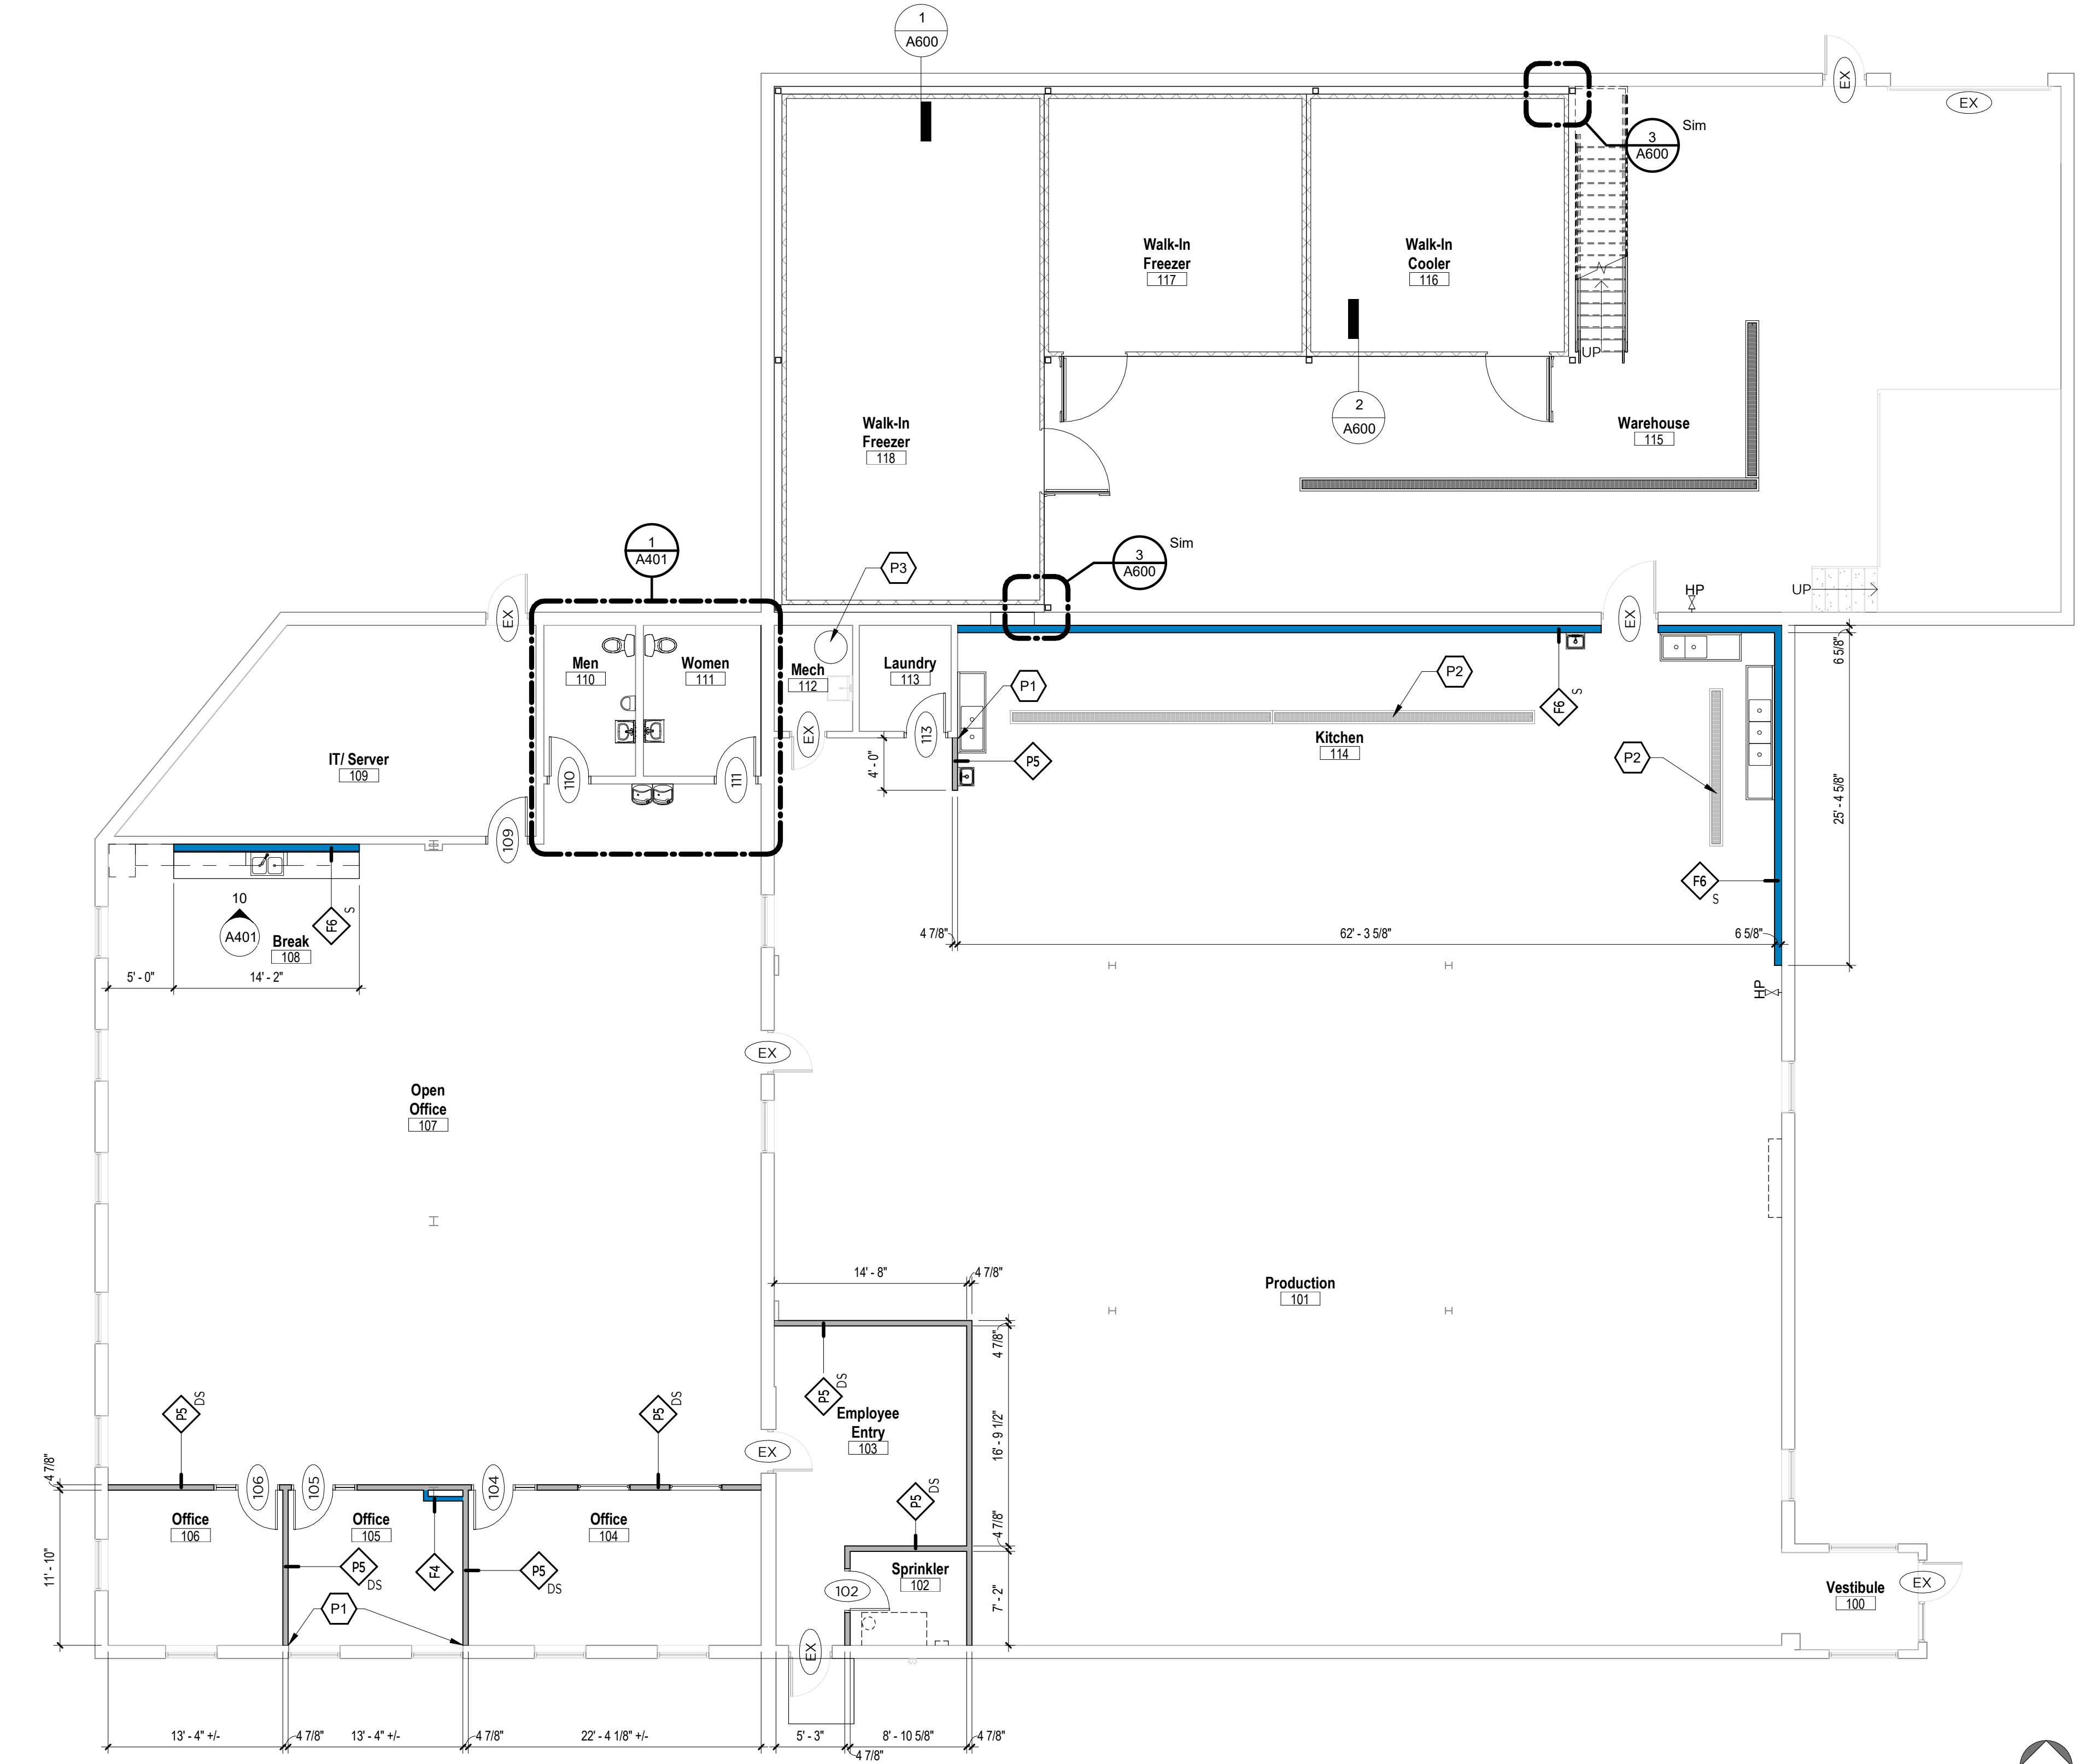 1
A600
EX
EX
3
A600
Sim
Walk-In
Freezer
117
Walk-In
Cooler
116
UP
2
A600
Walk-In
Freezer
118
Warehouse
115
1
A401
P3
3
A600
Sim
EX
EX
HP
UP
Men
110
Women
111
Mech
112
Laundry
113
P1
P2
F6
S
6 5/8"
IT/ Server
109
110
111
EX
113
4' - 0"
P5
Kitchen
114
P2
25' - 4 5/8"
109
F6
S
10
A401
F6
S
Break
108
4 7/8"
62' - 3 5/8"
6 5/8"
5' - 0"
14' - 2"
HP
EX
Open
Office
107
14' - 8"
4 7/8"
Production
101
4 7/8"
P5
DS
P5
DS
P5
DS
Employee
Entry
103
16' - 9 1/2"
EX
4 7/8"
106
105
104
P5
DS
4 7/8"
Office
106
Office
105
Office
104
11' - 10"
P5
DS
F4
P5
DS
Sprinkler
102
102
7' - 2"
Vestibule
100
EX
P1
EX
13' - 4" +/-
4 7/8"
13' - 4" +/-
4 7/8"
22' - 4 1/8" +/-
5' - 3"
4 7/8"
8' - 10 5/8"
4 7/8"